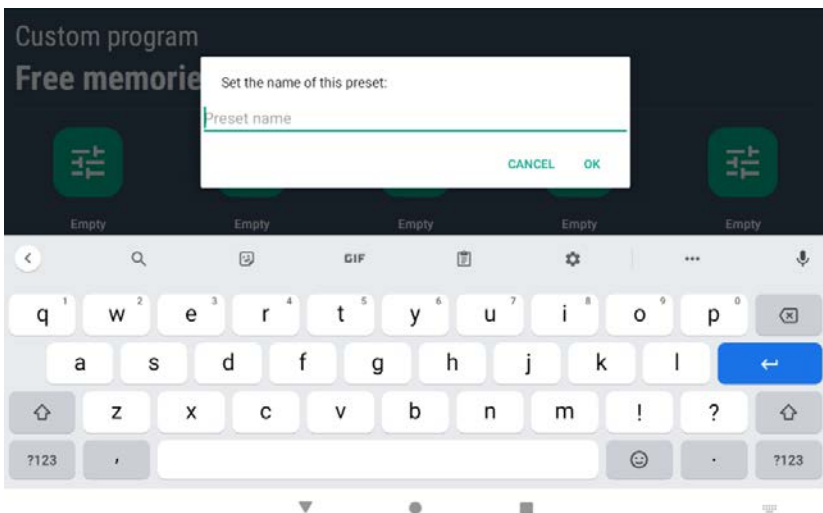 Custom program
Free memorie
Set the name of this preset:
Preset name
CANCEL OK
Empty Empty Empty Empty Empty
GIF
q 1 w 2 e 3 r 4 t 5 y 6 u 7 i 8 o 9 p 0
a s d f g h j k l
z x c v b n m ! ?
?123 , . ?123